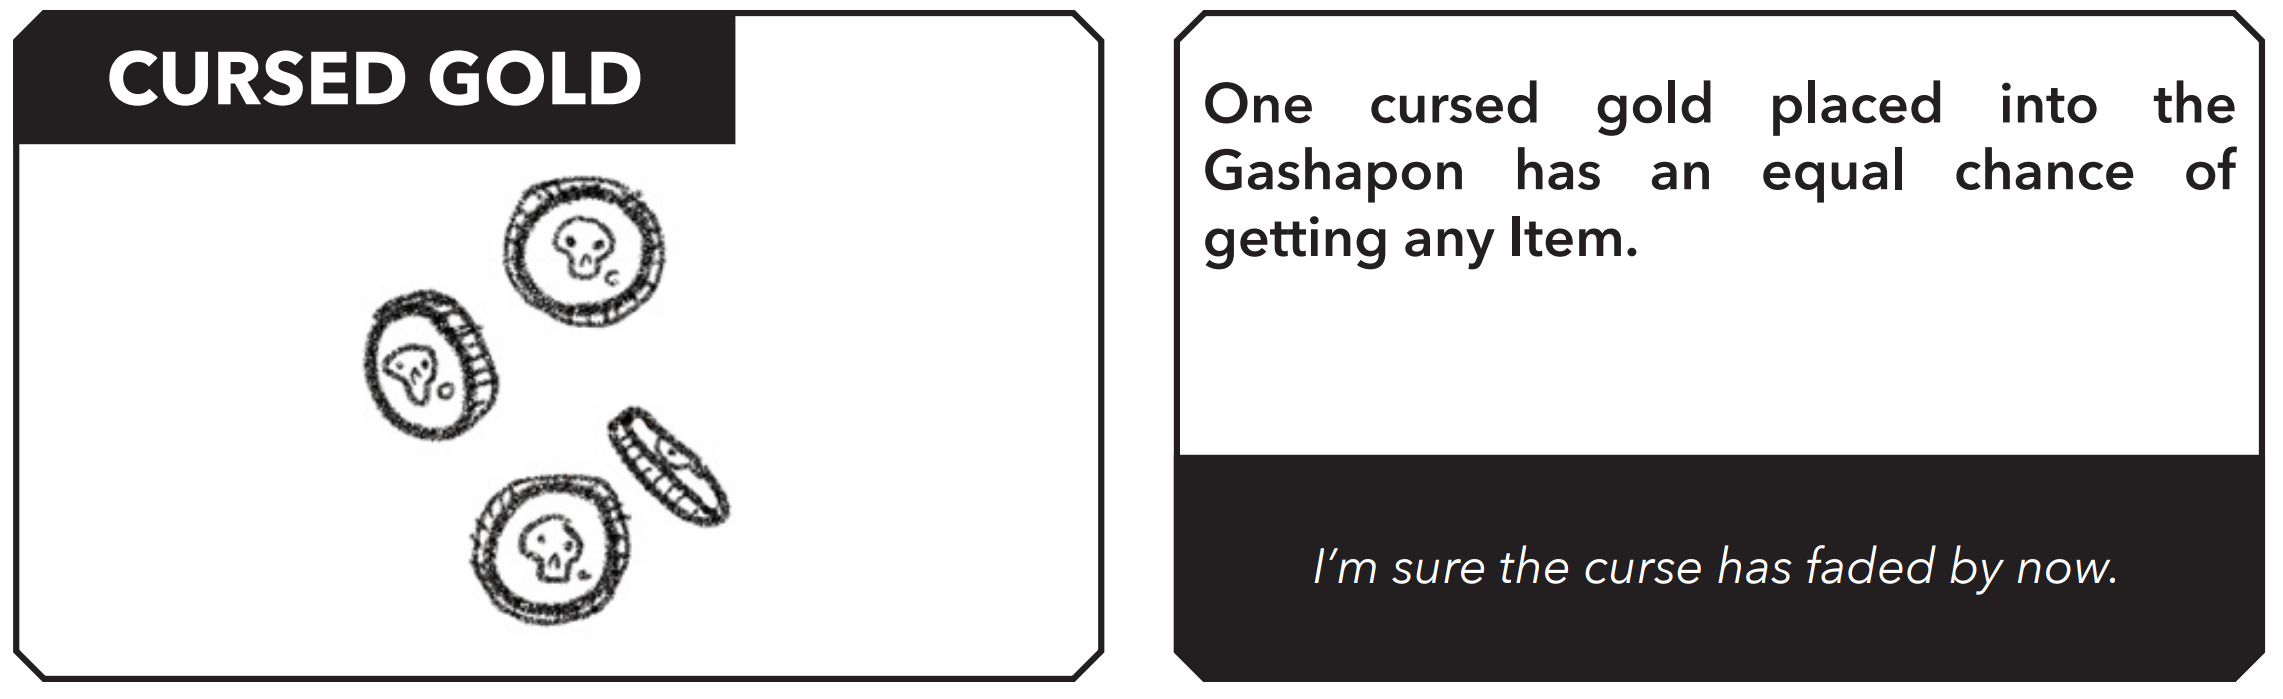 CURSED GOLD
One cursed gold placed into the
Gashapon has an equal chance of
getting any Item.
I'm sure the curse has faded by now.